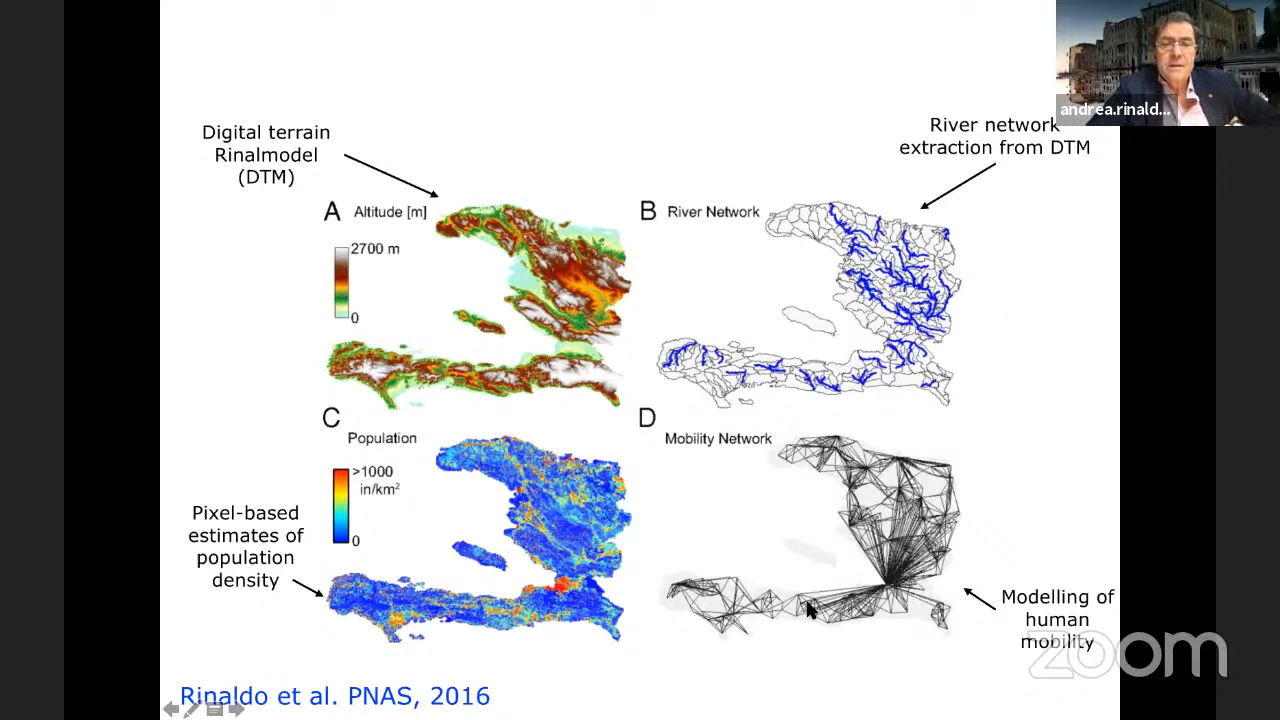 andrea.rinald...
Digital terrain
Rinalmodel
(DTM)
River network
extraction from DTM
A Altitude [m]
2700 m
0
B River Network
C
Population
>1000
in/km²
0
D
Mobility Network
Pixel-based
estimates of
population
density
Modelling of
human
mobility
zoom
Rinaldo et al. PNAS, 2016